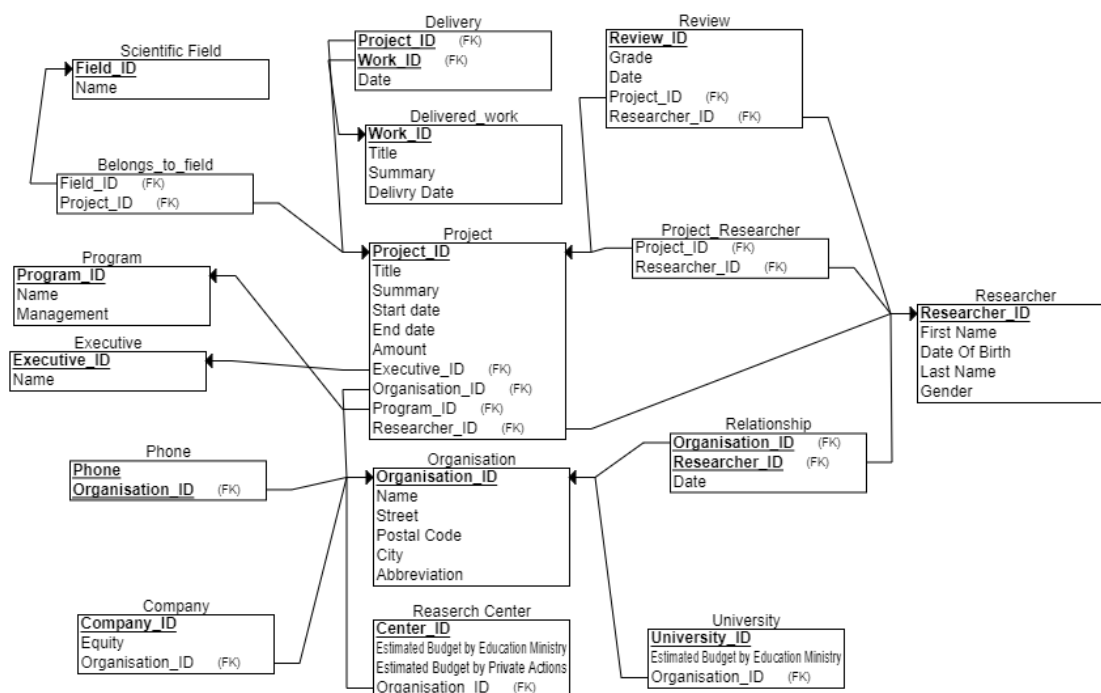 Scientific Field
Field_ID
Name
Delivery
Project_ID (FK)
Work_ID (FK)
Date
Review
Review_ID
Grade
Date
Project_ID (FK)
Researcher_ID (FK)
Delivered_work
Work_ID
Title
Summary
Delivry Date
Belongs_to_field
Field_ID (FK)
Project_ID (FK)
Project
Project_ID
Title
Summary
Start date
End date
Amount
Executive_ID (FK)
Organisation_ID (FK)
Program_ID (FK)
Researcher_ID (FK)
Project_Researcher
Project_ID (FK)
Researcher_ID (FK)
Program
Program_ID
Name
Management
Executive
Executive_ID
Name
Researcher
Researcher_ID
First Name
Date Of Birth
Last Name
Gender
Relationship
Organisation_ID (FK)
Researcher_ID (FK)
Date
Phone
Phone
Organisation_ID (FK)
Organisation
Organisation_ID
Name
Street
Postal Code
City
Abbreviation
Company
Company_ID
Equity
Organisation_ID (FK)
Reaserch Center
Center_ID
Estimated Budget by Education Ministry
Estimated Budget by Private Actions
Organisation_ID (FK)
University
University_ID
Estimated Budget by Education Ministry
Organisation_ID (FK)